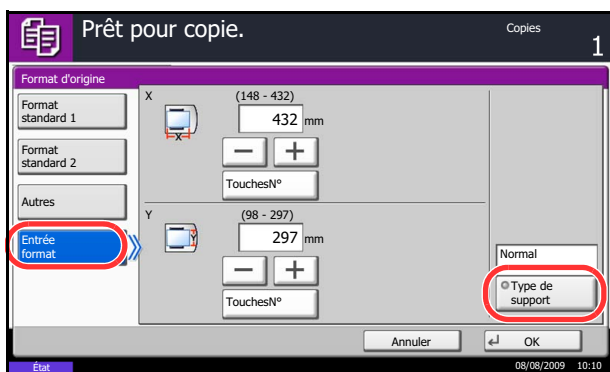 Prêt pour copie.
Copies
1
Format d'origine
Format
standard 1
Format
standard 2
Autres
Entrée
format
X
(148 - 432)
432 mm
TouchesN°
Y
(98 - 297)
297 mm
TouchesN°
X
Y
Normal
Type de
support
Annuler
OK
État
08/08/2009 10:10